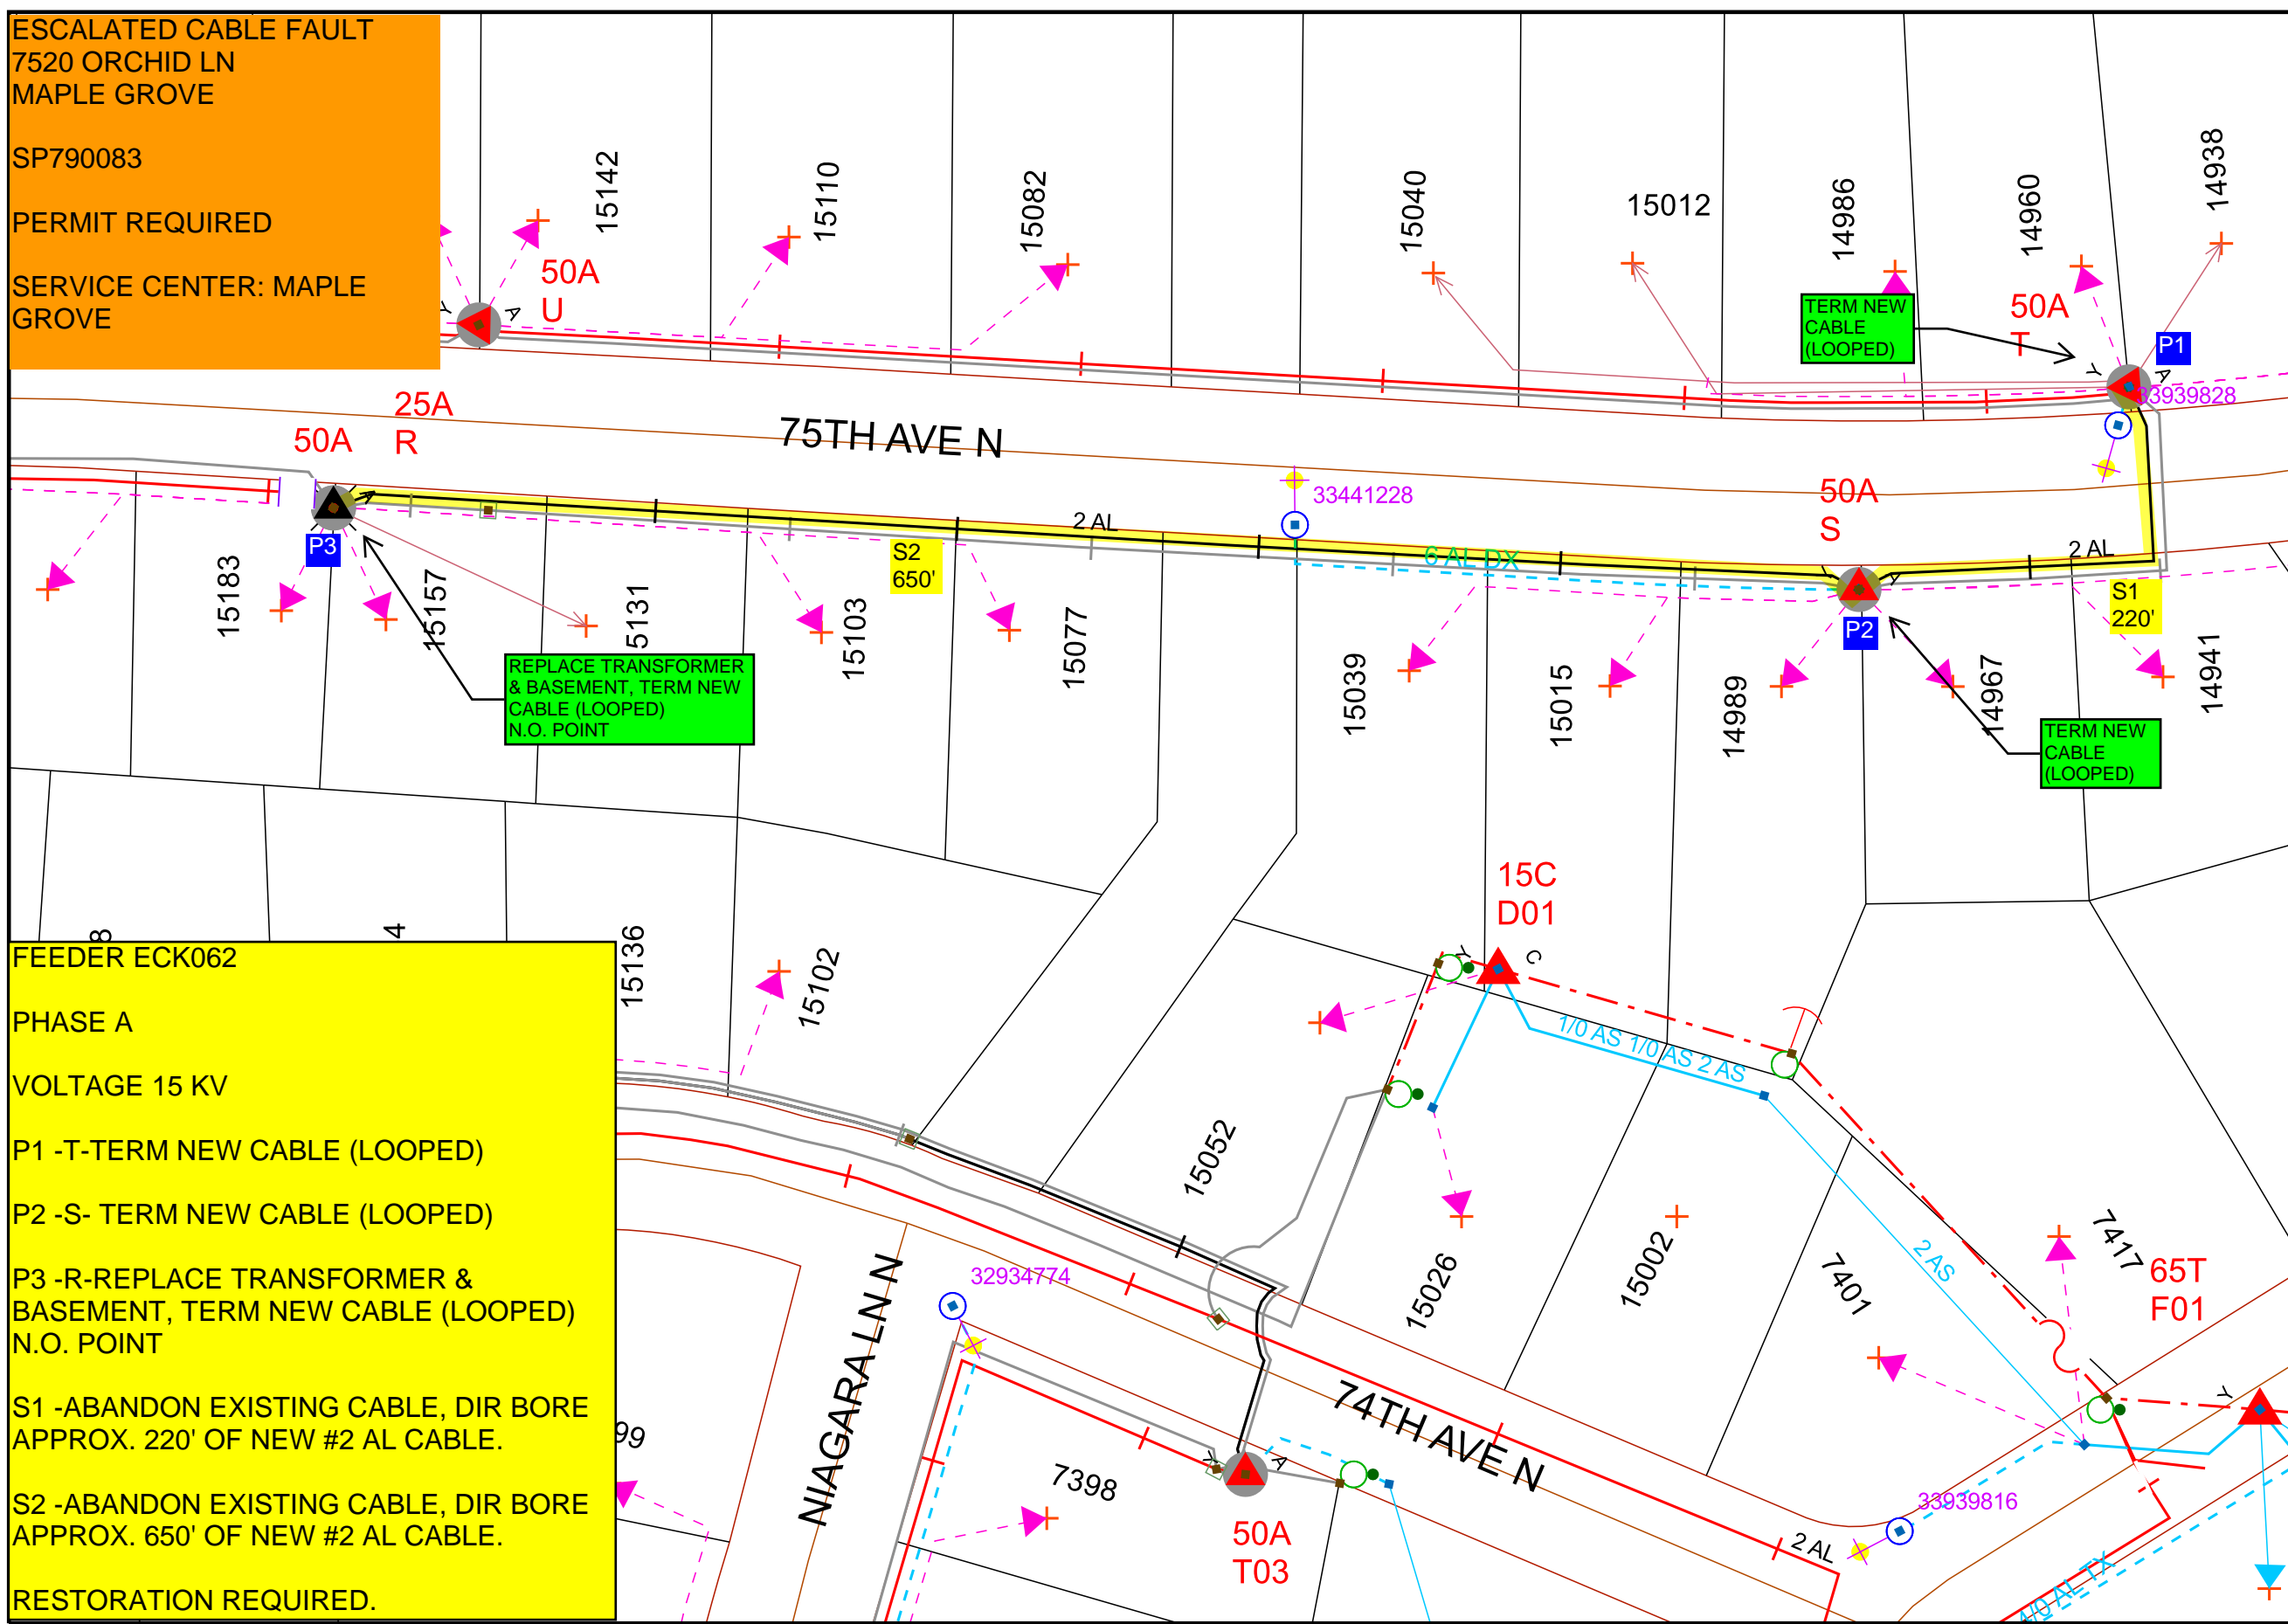 ESCALATED CABLE FAULT
7520 ORCHID LN
MAPLE GROVE
SP790083
PERMIT REQUIRED
SERVICE CENTER: MAPLE
GROVE
15142
15110
15082
15040
15012
14986
14960
14938
50A
U
Y
A
TERM NEW
CABLE
(LOOPED)
50A
T
P1
Y
A
33939828
25A
R
50A
75TH AVE N
33441228
50A
S
A
P3
2 AL
S2
650'
6 AL DX
Y
A
2 AL
P2
S1
220'
15183
15157
5131
15103
15077
15039
15015
14989
14967
14941
REPLACE TRANSFORMER
& BASEMENT, TERM NEW
CABLE (LOOPED)
N.O. POINT
TERM NEW
CABLE
(LOOPED)
15C
D01
Y
C
8
4
15136
15102
1/0 AS 1/0 AS 2 AS
FEEDER ECK062
PHASE A
VOLTAGE 15 KV
P1 -T-TERM NEW CABLE (LOOPED)
P2 -S- TERM NEW CABLE (LOOPED)
P3 -R-REPLACE TRANSFORMER &
BASEMENT, TERM NEW CABLE (LOOPED)
N.O. POINT
S1 -ABANDON EXISTING CABLE, DIR BORE
APPROX. 220' OF NEW #2 AL CABLE.
S2 -ABANDON EXISTING CABLE, DIR BORE
APPROX. 650' OF NEW #2 AL CABLE.
RESTORATION REQUIRED.
15052
15026
15002
7401
2 AS
7417
65T
F01
Y
32934774
NIAGARA LN N
74TH AVE N
99
7398
Y
A
50A
T03
2 AL
33939816
1/0 AL TX